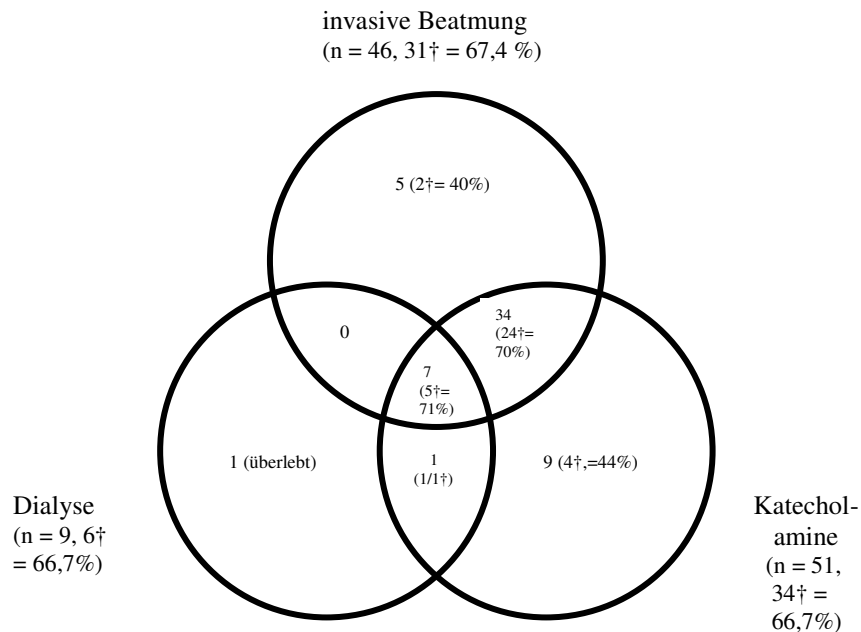 invasive Beatmung
(n = 46, 31† = 67,4 %)
5 (2†= 40%)
0
34
(24†=
70%)
7
(5†=
71%)
1 (überlebt)
1
(1/1†)
9 (4†,=44%)
Dialyse
(n = 9, 6†
= 66,7%)
Katechol-
amine
(n = 51,
34† =
66,7%)